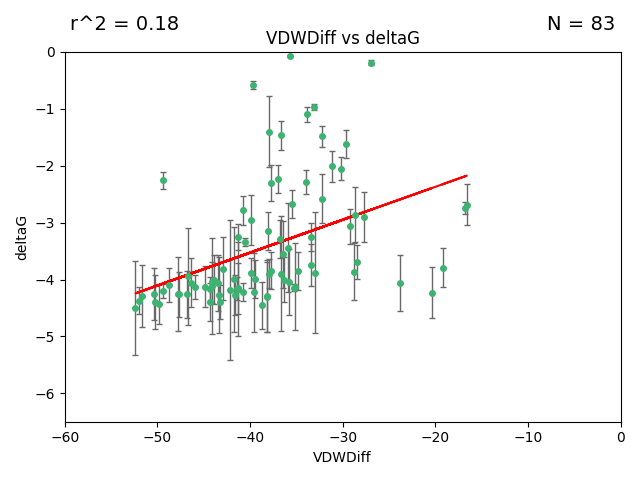 r^2 = 0.18
N = 83
VDWDiff vs deltaG
0
−1
−2
−3
−4
−5
−6
deltaG
−60 −50 −40 −30 −20 −10 0
VDWDiff